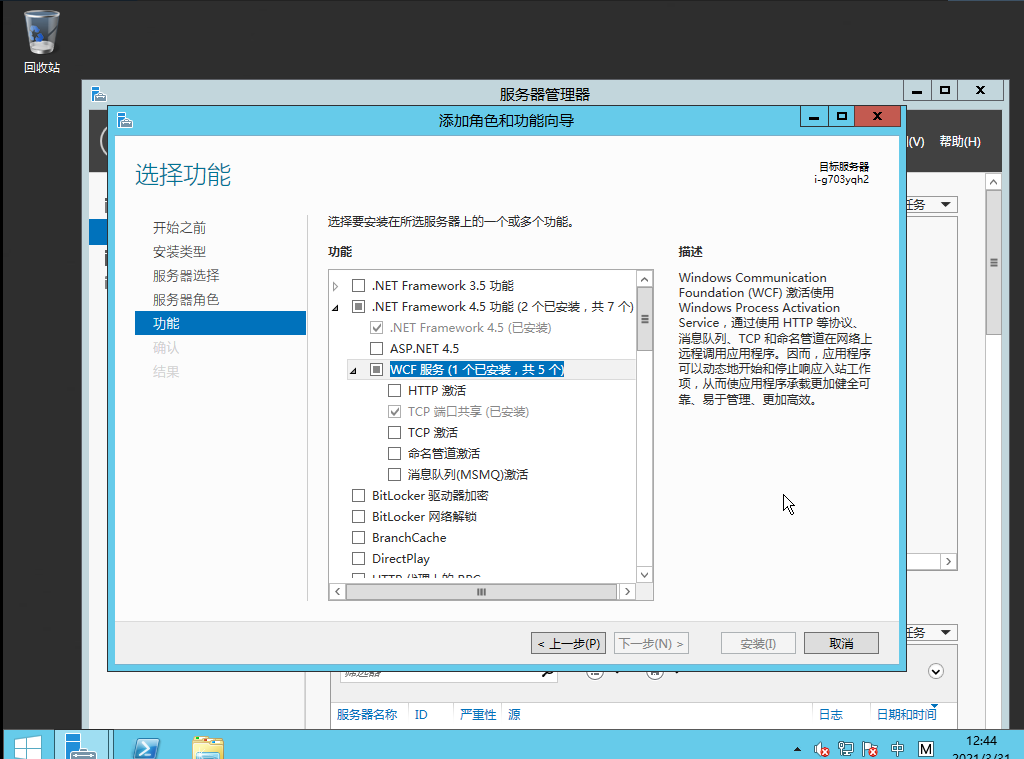 回收站
服务器管理器
添加角色和功能向导
(V) 帮助(H)
选择功能
目标服务器
i-g703yqh2
任务
开始之前
安装类型
服务器选择
服务器角色
功能
确认
结果
选择要安装在所选服务器上的一个或多个功能。
功能
.NET Framework 3.5 功能
.NET Framework 4.5 功能 (2 个已安装，共 7 个)
.NET Framework 4.5 (已安装)
ASP.NET 4.5
WCF 服务 (1 个已安装，共 5 个)
HTTP 激活
TCP 端口共享 (已安装)
TCP 激活
命名管道激活
消息队列(MSMQ)激活
BitLocker 驱动器加密
BitLocker 网络解锁
BranchCache
DirectPlay
描述
Windows Communication
Foundation (WCF) 激活使用
Windows Process Activation
Service，通过使用 HTTP 等协议、
消息队列、TCP 和命名管道在网络上
远程调用应用程序。因而，应用程序
可以动态地开始和停止响应入站工作
项，从而使应用程序承载更加健全可
靠、易于管理、更加高效。
< 上一步(P)
下一步(N) >
安装(I)
取消
任务
服务器名称 ID 严重性 源 日志 日期和时间
中 M 12:44
2021/3/31